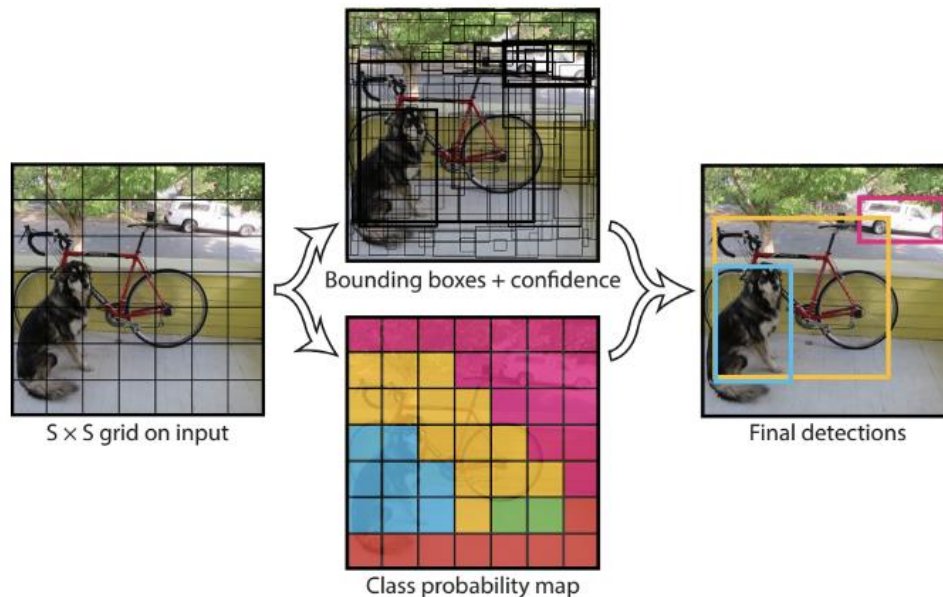 Bounding boxes + confidence
S × S grid on input
Final detections
Class probability map